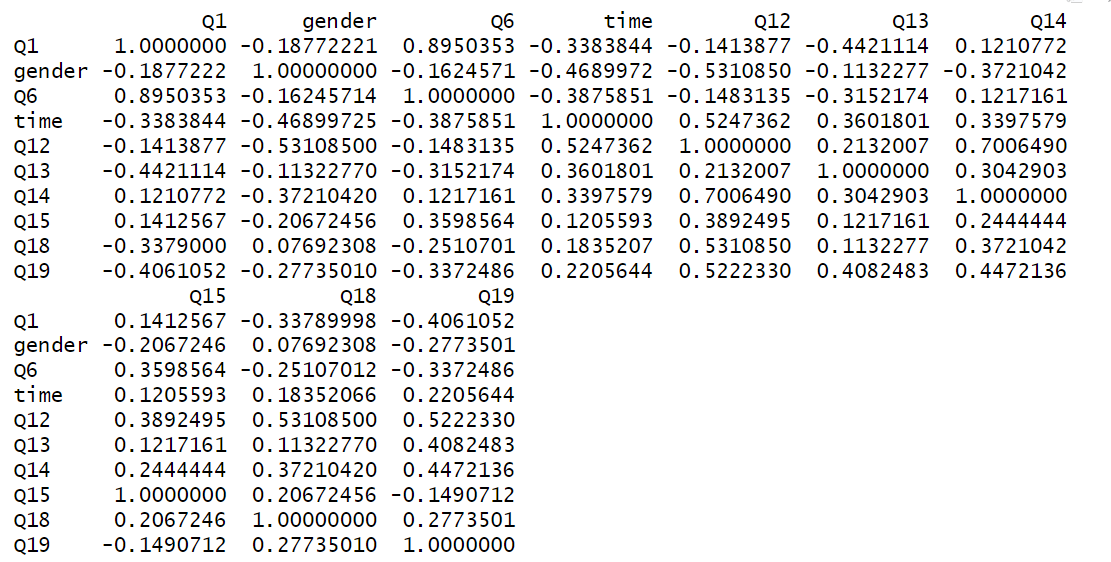 Q1 gender Q6 time Q12 Q13 Q14
Q1 1.0000000 -0.18772221 0.8950353 -0.3383844 -0.1413877 -0.4421114 0.1210772
gender -0.1877222 1.00000000 -0.1624571 -0.4689972 -0.5310850 -0.1132277 -0.3721042
Q6 0.8950353 -0.16245714 1.0000000 -0.3875851 -0.1483135 -0.3152174 0.1217161
time -0.3383844 -0.46899725 -0.3875851 1.0000000 0.5247362 0.3601801 0.3397579
Q12 -0.1413877 -0.53108500 -0.1483135 0.5247362 1.0000000 0.2132007 0.7006490
Q13 -0.4421114 -0.11322770 -0.3152174 0.3601801 0.2132007 1.0000000 0.3042903
Q14 0.1210772 -0.37210420 0.1217161 0.3397579 0.7006490 0.3042903 1.0000000
Q15 0.1412567 -0.20672456 0.3598564 0.1205593 0.3892495 0.1217161 0.2444444
Q18 -0.3379000 0.07692308 -0.2510701 0.1835207 0.5310850 0.1132277 0.3721042
Q19 -0.4061052 -0.27735010 -0.3372486 0.2205644 0.5222330 0.4082483 0.4472136
Q15 Q18 Q19
Q1 0.1412567 -0.33789998 -0.4061052
gender -0.2067246 0.07692308 -0.2773501
Q6 0.3598564 -0.25107012 -0.3372486
time 0.1205593 0.18352066 0.2205644
Q12 0.3892495 0.53108500 0.5222330
Q13 0.1217161 0.11322770 0.4082483
Q14 0.2444444 0.37210420 0.4472136
Q15 1.0000000 0.20672456 -0.1490712
Q18 0.2067246 1.00000000 0.2773501
Q19 -0.1490712 0.27735010 1.0000000